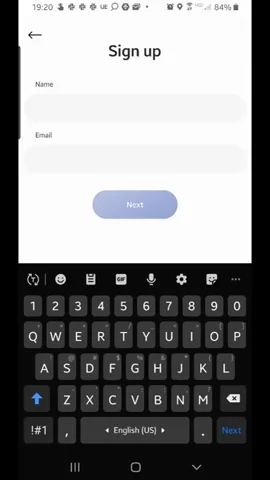 19:20 UE 84%
Sign up
Name
Email
Next
GIF
1 2 3 4 5 6 7 8 9 0
Q W E R T Y U I O P
A S D F G H J K L
Z X C V B N M
!#1 , English (US) . Next